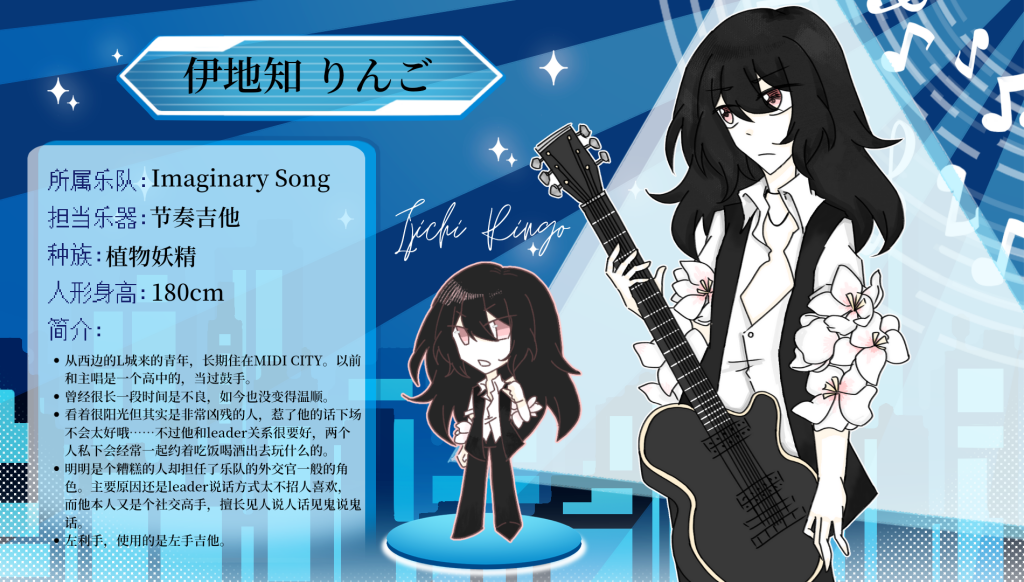 伊地知 りんご
所属乐队:Imaginary Song
担当乐器:节奏吉他
种族:植物妖精
人形身高:180cm
简介:
• 从西边的L城来的青年，长期住在MIDI CITY。以前
和主唱是一个高中的，当过鼓手。
• 曾经很长一段时间是不良，如今也没变得温顺。
• 看着很阳光但其实是非常凶残的人，惹了他的话下场
不会太好哦……不过他和leader关系很要好，两个
人私下会经常一起约着吃饭喝酒出去玩什么的。
• 明明是个糟糕的人却担任了乐队的外交官一般的角
色。主要原因还是leader说话方式太不招人喜欢，
而他本人又是个社交高手，擅长见人说人话见鬼说鬼
话。
• 左利手，使用的是左手吉他。
Ijichi Ringo